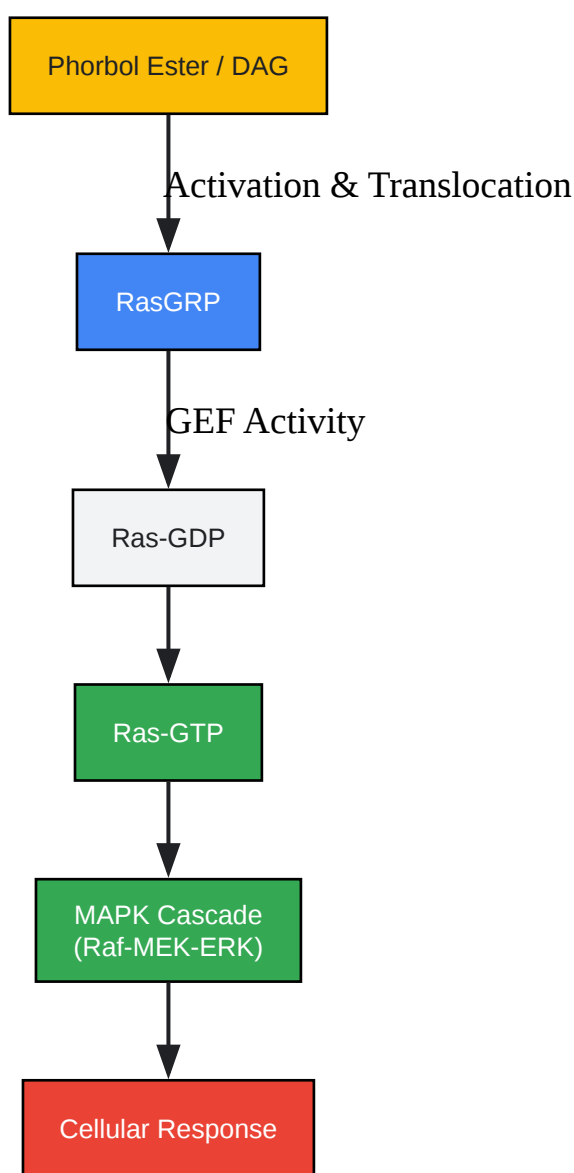 Phorbol Ester / DAG
Activation & Translocation
RasGRP
GEF Activity
Ras-GDP
Ras-GTP
MAPK Cascade
(Raf-MEK-ERK)
Cellular Response